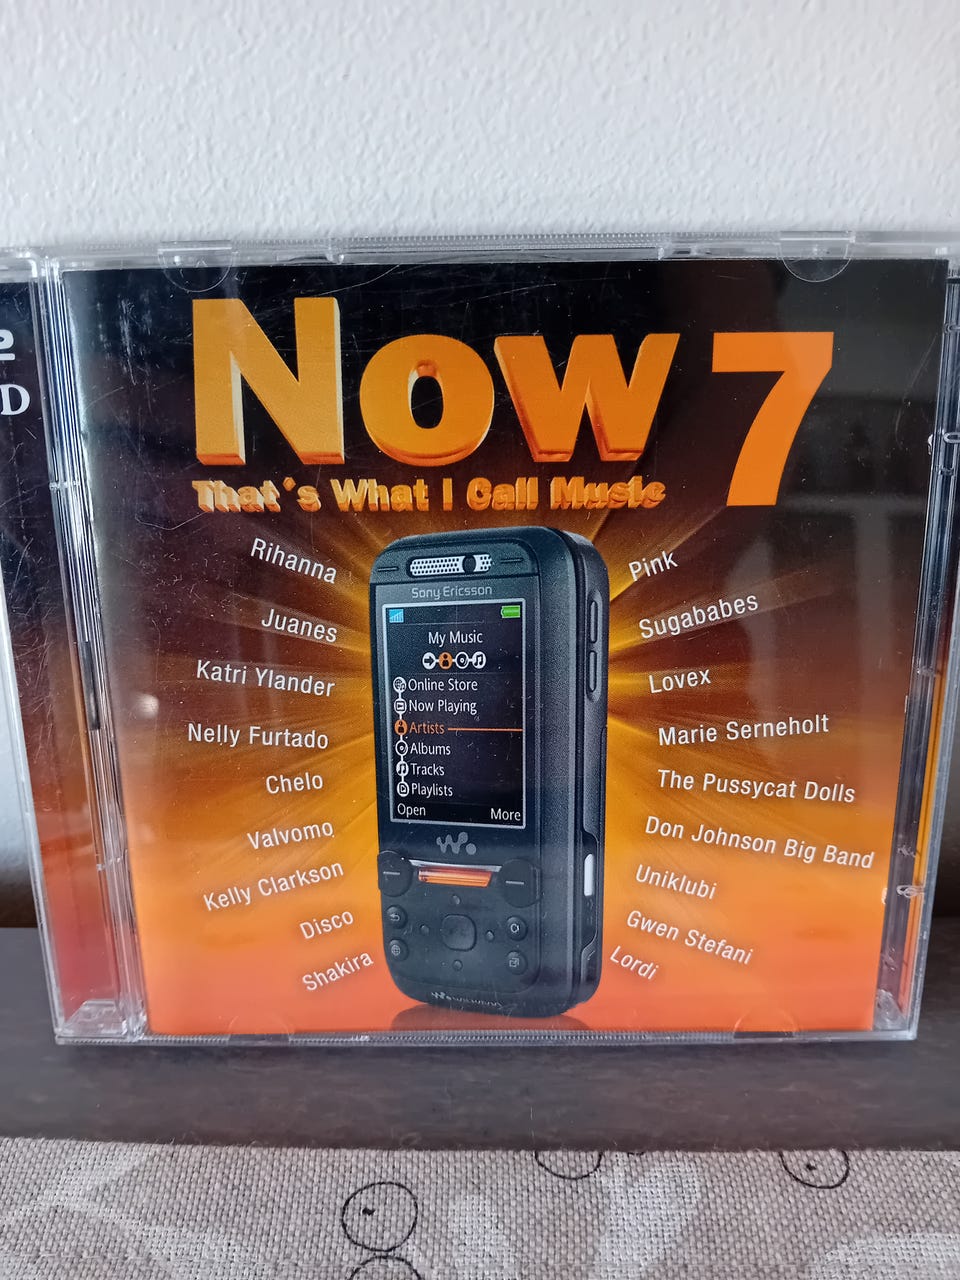 2
D
Now 7
That's What I Call Music
Rihanna
Juanes
Katri Ylander
Nelly Furtado
Chelo
Valvomo
Kelly Clarkson
Disco
Shakira
Sony Ericsson
My Music
Online Store
Now Playing
Artists
Albums
Tracks
Playlists
Open More
WALKMAN
Pink
Sugababes
Lovex
Marie Serneholt
The Pussycat Dolls
Don Johnson Big Band
Uniklubi
Gwen Stefani
Lordi